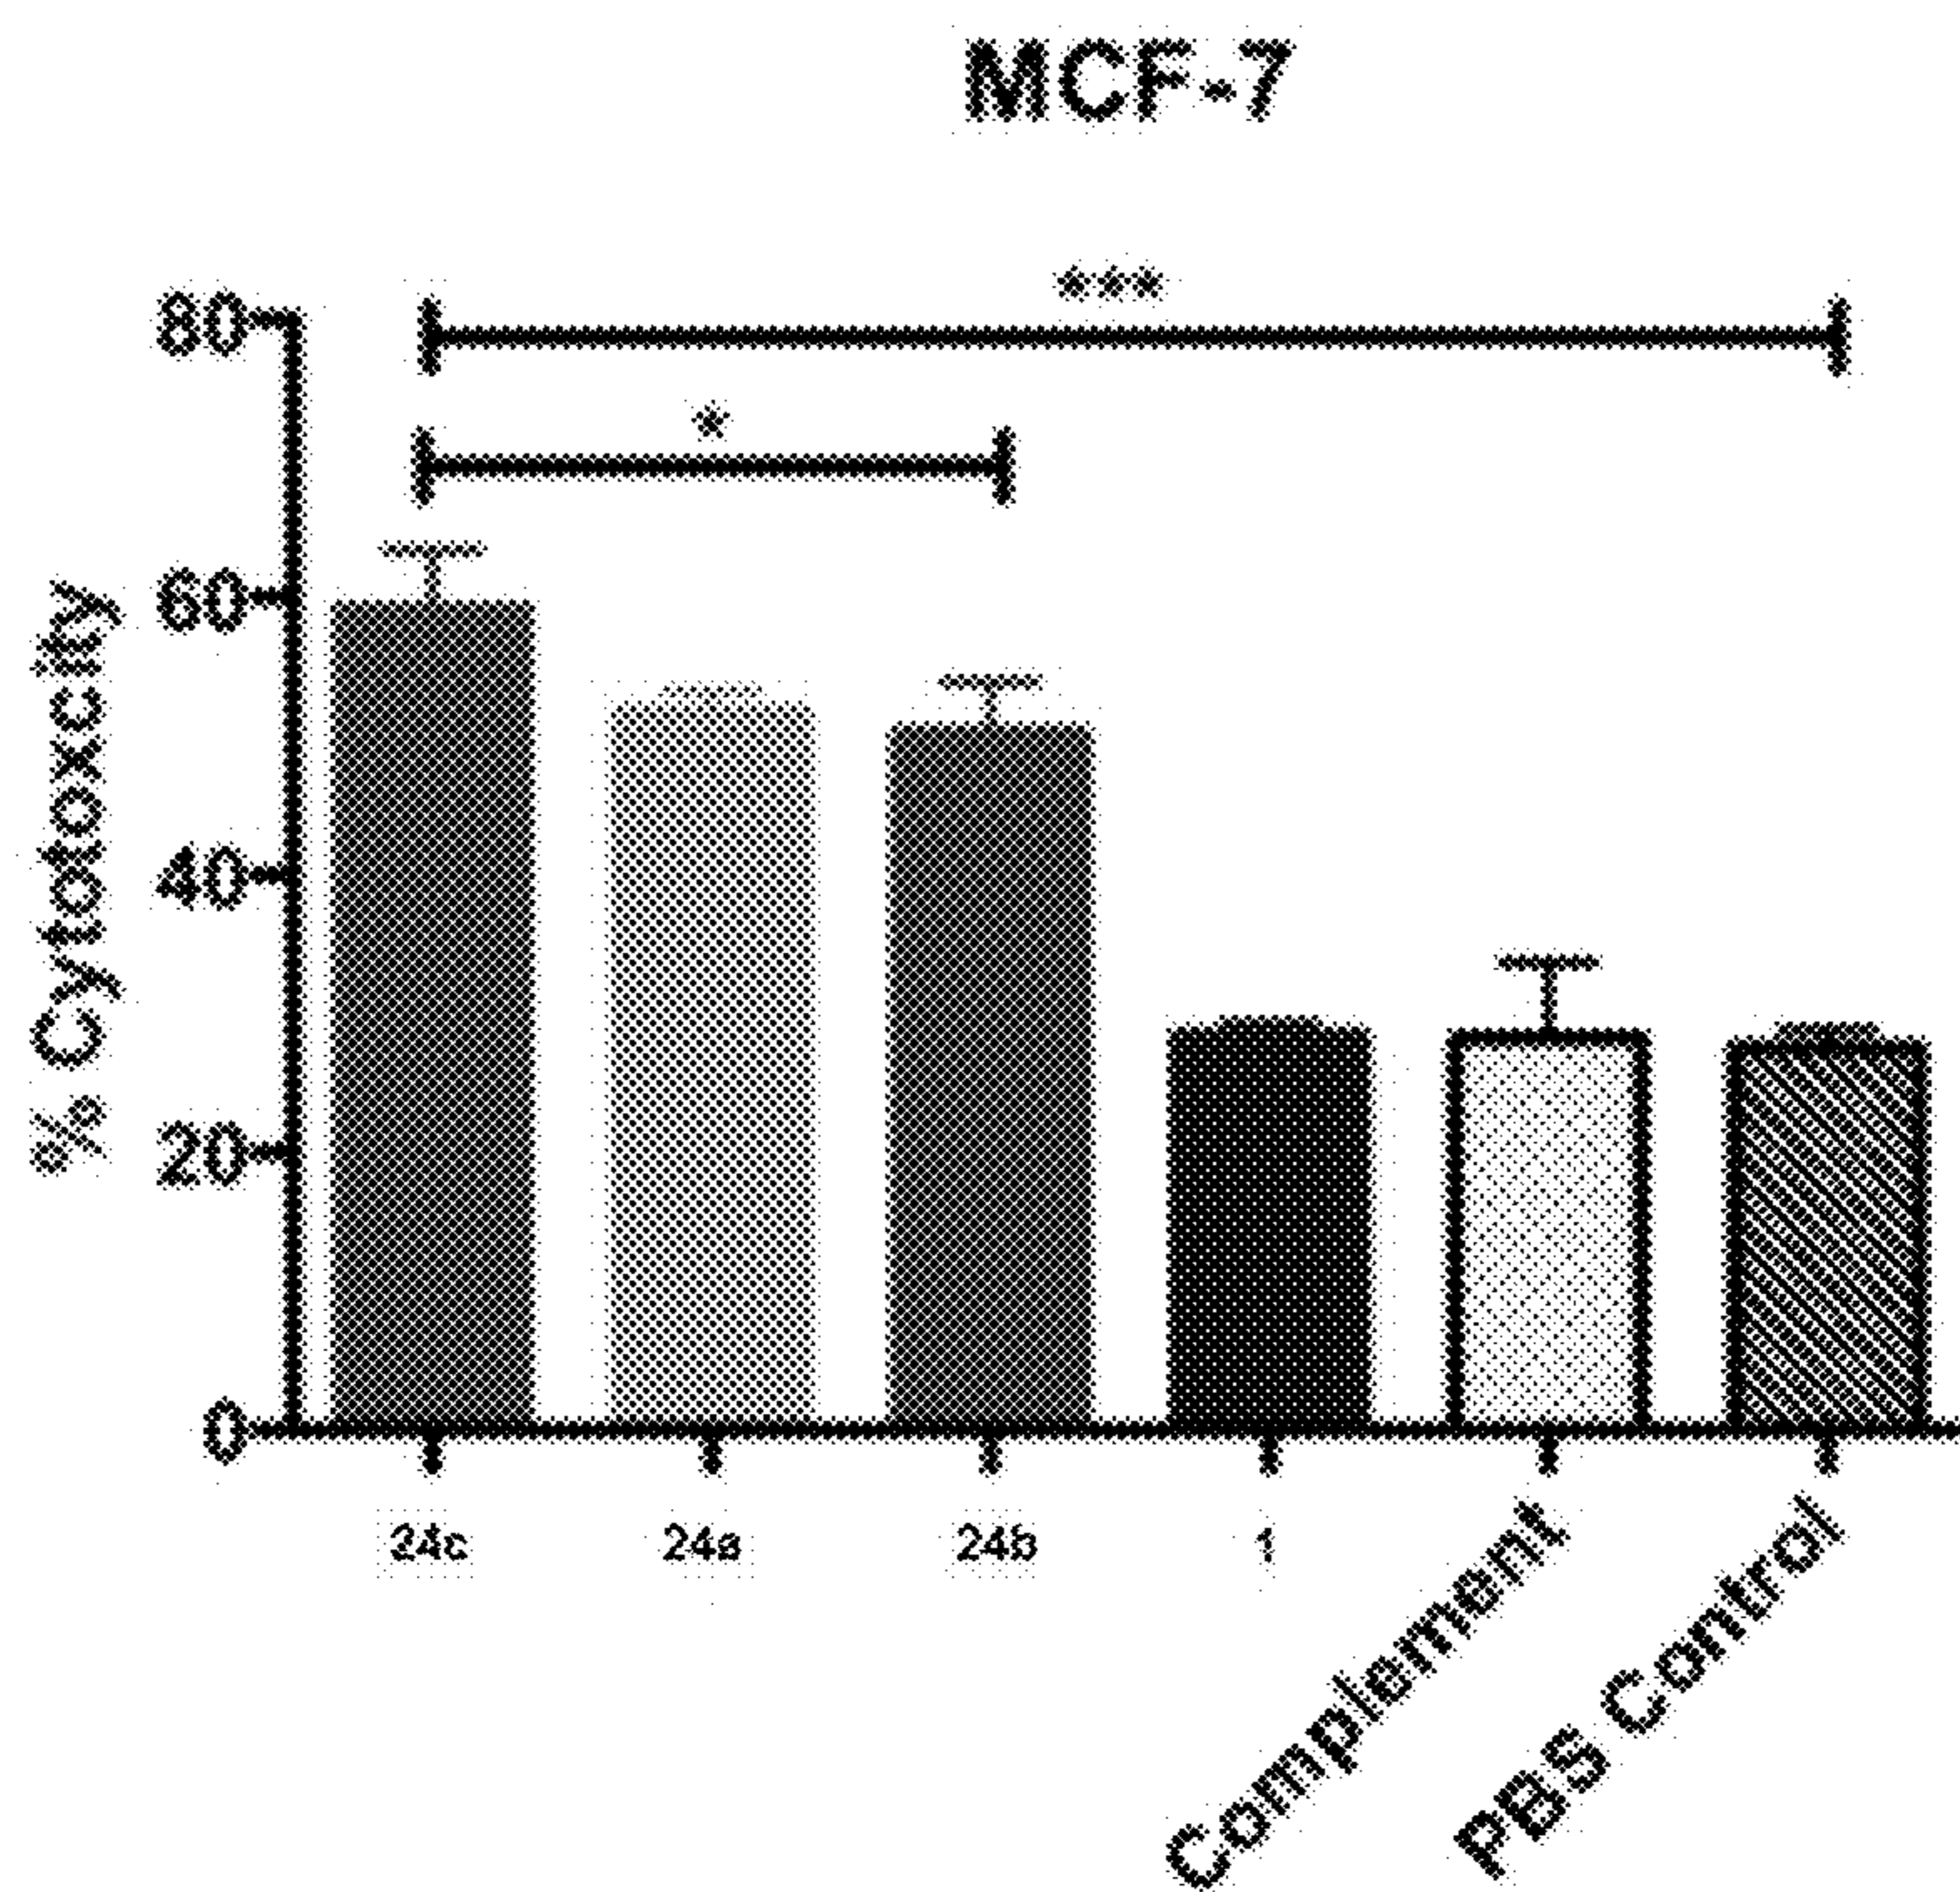 MCF-7
***
*
% Cytotoxcity
80
60
40
20
0
24c
24a
24b
1
Complement
PBS Control